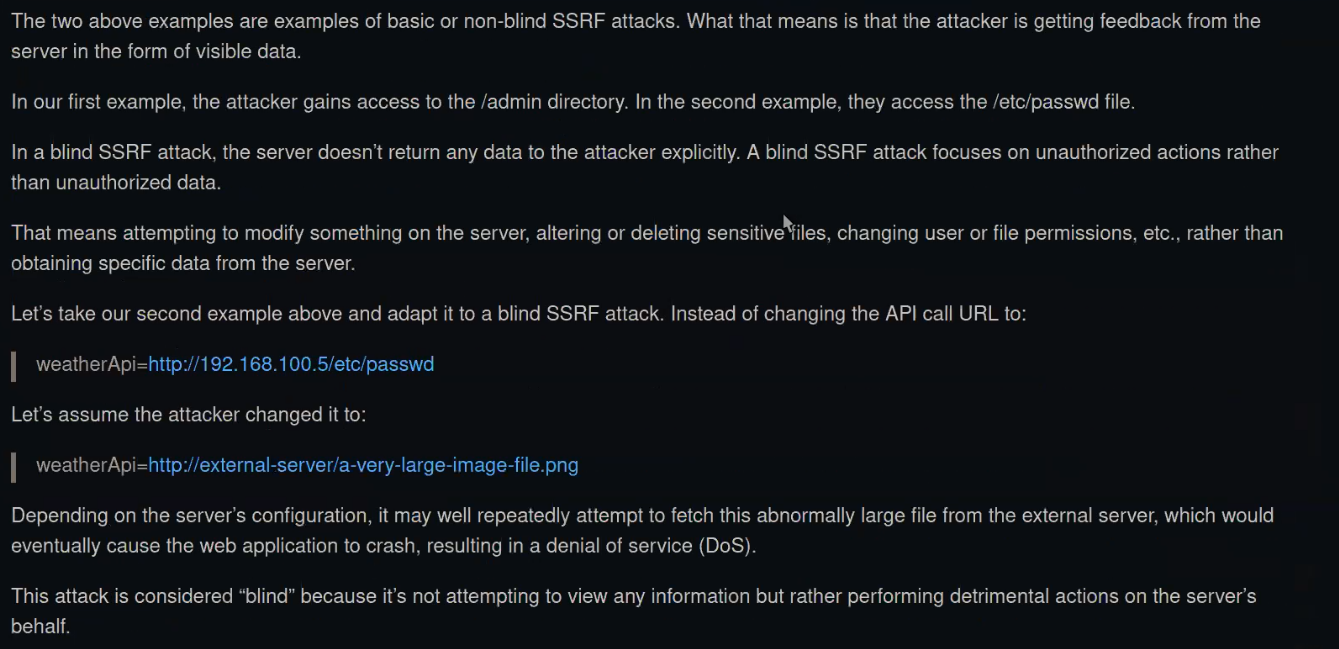 The two above examples are examples of basic or non-blind SSRF attacks. What that means is that the attacker is getting feedback from the
server in the form of visible data.
In our first example, the attacker gains access to the /admin directory. In the second example, they access the /etc/passwd file.
In a blind SSRF attack, the server doesn’t return any data to the attacker explicitly. A blind SSRF attack focuses on unauthorized actions rather
than unauthorized data.
That means attempting to modify something on the server, altering or deleting sensitive files, changing user or file permissions, etc., rather than
obtaining specific data from the server.
Let’s take our second example above and adapt it to a blind SSRF attack. Instead of changing the API call URL to:
weatherApi=http://192.168.100.5/etc/passwd
Let’s assume the attacker changed it to:
weatherApi=http://external-server/a-very-large-image-file.png
Depending on the server’s configuration, it may well repeatedly attempt to fetch this abnormally large file from the external server, which would
eventually cause the web application to crash, resulting in a denial of service (DoS).
This attack is considered “blind” because it’s not attempting to view any information but rather performing detrimental actions on the server’s
behalf.